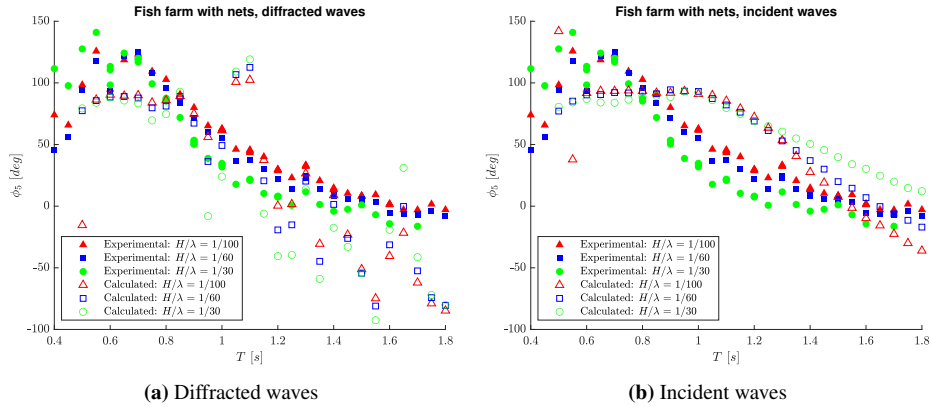 Fish farm with nets, diffracted waves
150
100
50
0
-50
-100
ϕ₅ [deg]
Experimental: H/λ = 1/100
Experimental: H/λ = 1/60
Experimental: H/λ = 1/30
Calculated: H/λ = 1/100
Calculated: H/λ = 1/60
Calculated: H/λ = 1/30
0.4 0.6 0.8 1 1.2 1.4 1.6 1.8
T [s]
(a) Diffracted waves
Fish farm with nets, incident waves
150
100
50
0
-50
-100
ϕ₅ [deg]
Experimental: H/λ = 1/100
Experimental: H/λ = 1/60
Experimental: H/λ = 1/30
Calculated: H/λ = 1/100
Calculated: H/λ = 1/60
Calculated: H/λ = 1/30
0.4 0.6 0.8 1 1.2 1.4 1.6 1.8
T [s]
(b) Incident waves